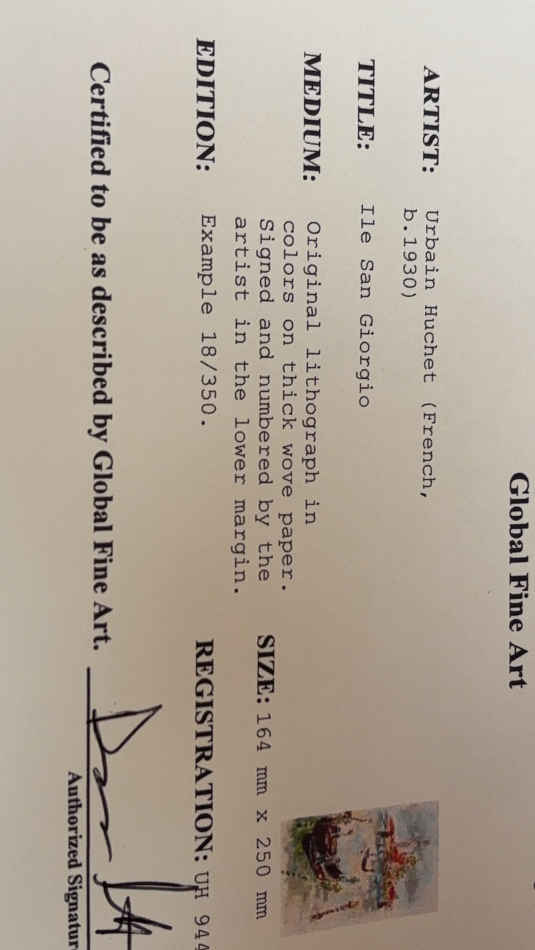 Global Fine Art
ARTIST: Urbain Huchet (French,
b.1930)
TITLE: Ile San Giorgio
MEDIUM: Original lithograph in
colors on thick wove paper.
Signed and numbered by the
artist in the lower margin.
SIZE: 164 mm x 250 mm
EDITION: Example 18/350.
REGISTRATION: UH 944
Certified to be as described by Global Fine Art.
Authorized Signatur